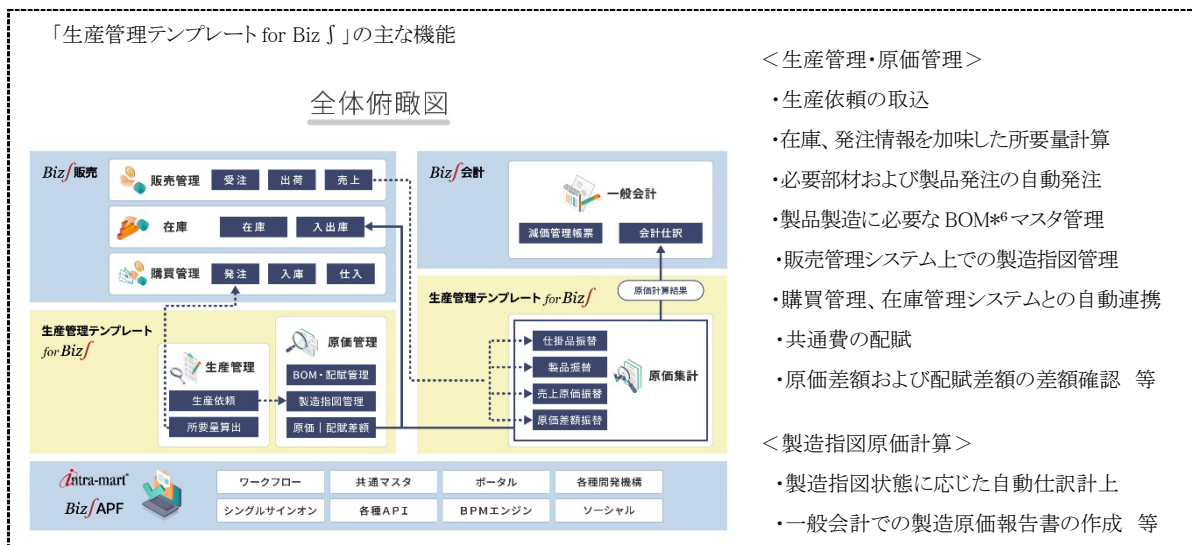 「生産管理テンプレート for Biz∫」の主な機能
全体俯瞰図
Biz∫販売
販売管理 受注 出荷 売上
在庫 在庫 入出庫
購買管理 発注 入庫 仕入
Biz∫会計
一般会計
減価管理帳票 会計仕訳
生産管理テンプレート
for Biz∫
生産管理
生産依頼
所要量算出
原価管理
BOM・配賦管理
製造指図管理
原価|配賦差額
生産管理テンプレート for Biz∫
原価計算結果
仕掛品振替
製品振替
売上原価振替
原価差額振替
原価集計
intra-mart®
Biz∫APF
ワークフロー 共通マスタ ポータル 各種開発機構
シングルサインオン 各種API BPMエンジン ソーシャル
<生産管理・原価管理>
・生産依頼の取込
・在庫、発注情報を加味した所要量計算
・必要部材および製品発注の自動発注
・製品製造に必要な BOM*6マスタ管理
・販売管理システム上での製造指図管理
・購買管理、在庫管理システムとの自動連携
・共通費の配賦
・原価差額および配賦差額の差額確認 等
<製造指図原価計算>
・製造指図状態に応じた自動仕訳計上
・一般会計での製造原価報告書の作成 等